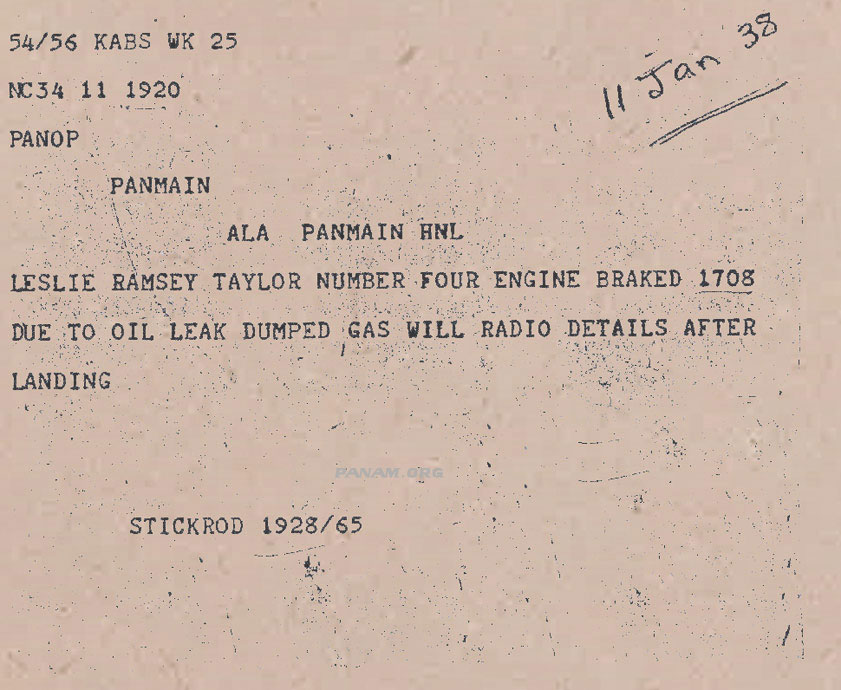 54/56 KABS WK 25
11 Jan 38
NC34 11 1920
PANOP
PANMAIN
ALA PANMAIN HNL
LESLIE RAMSEY TAYLOR NUMBER FOUR ENGINE BRAKED 1708
DUE TO OIL LEAK DUMPED GAS WILL RADIO DETAILS AFTER
LANDING
PANAM.ORG
STICKROD 1928/65